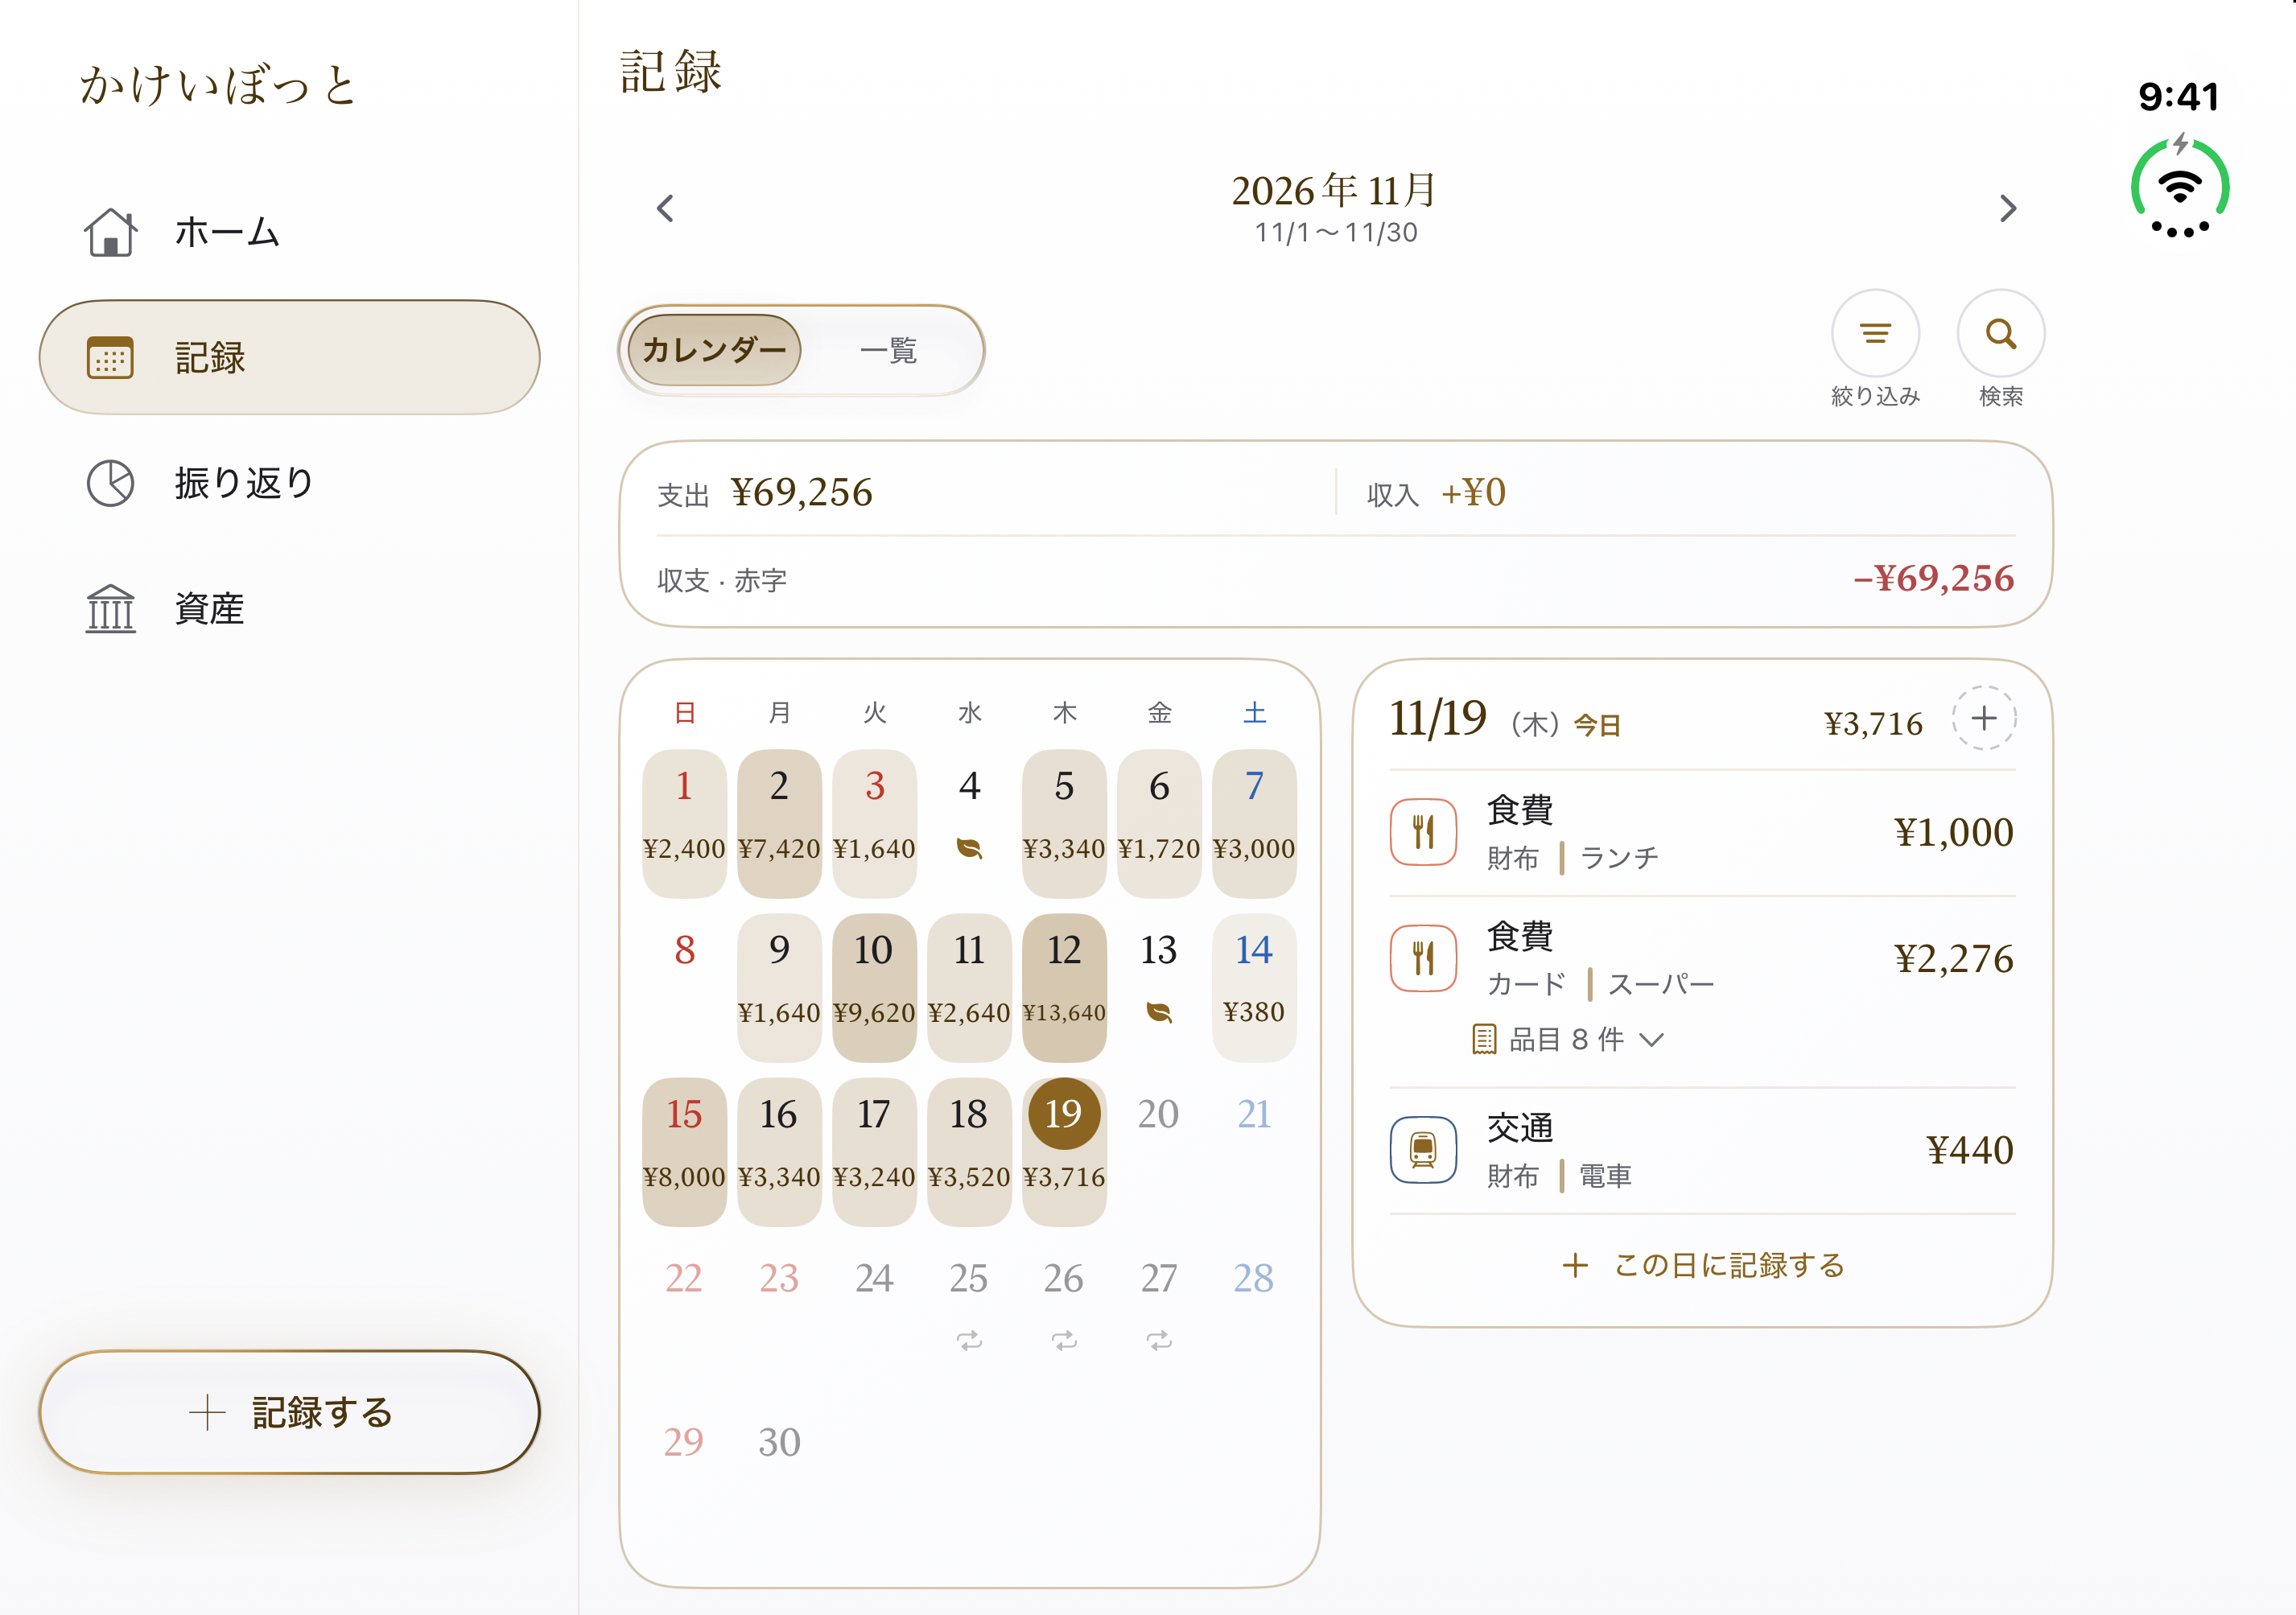 かけいぼっと
ホーム
記録
振り返り
資産
記録する
記録
9:41
2026年 11月
11/1〜11/30
カレンダー
一覧
絞り込み
検索
支出 ¥69,256
収入 +¥0
収支 · 赤字
−¥69,256
日 月 火 水 木 金 土
1 2 3 4 5 6 7
¥2,400 ¥7,420 ¥1,640 ¥3,340 ¥1,720 ¥3,000
8 9 10 11 12 13 14
¥1,640 ¥9,620 ¥2,640 ¥13,640 ¥380
15 16 17 18 19 20 21
¥8,000 ¥3,340 ¥3,240 ¥3,520 ¥3,716
22 23 24 25 26 27 28
29 30
11/19 （木）今日 ¥3,716
食費
財布 ランチ
¥1,000
食費
カード スーパー
¥2,276
品目 8 件
交通
財布 電車
¥440
この日に記録する